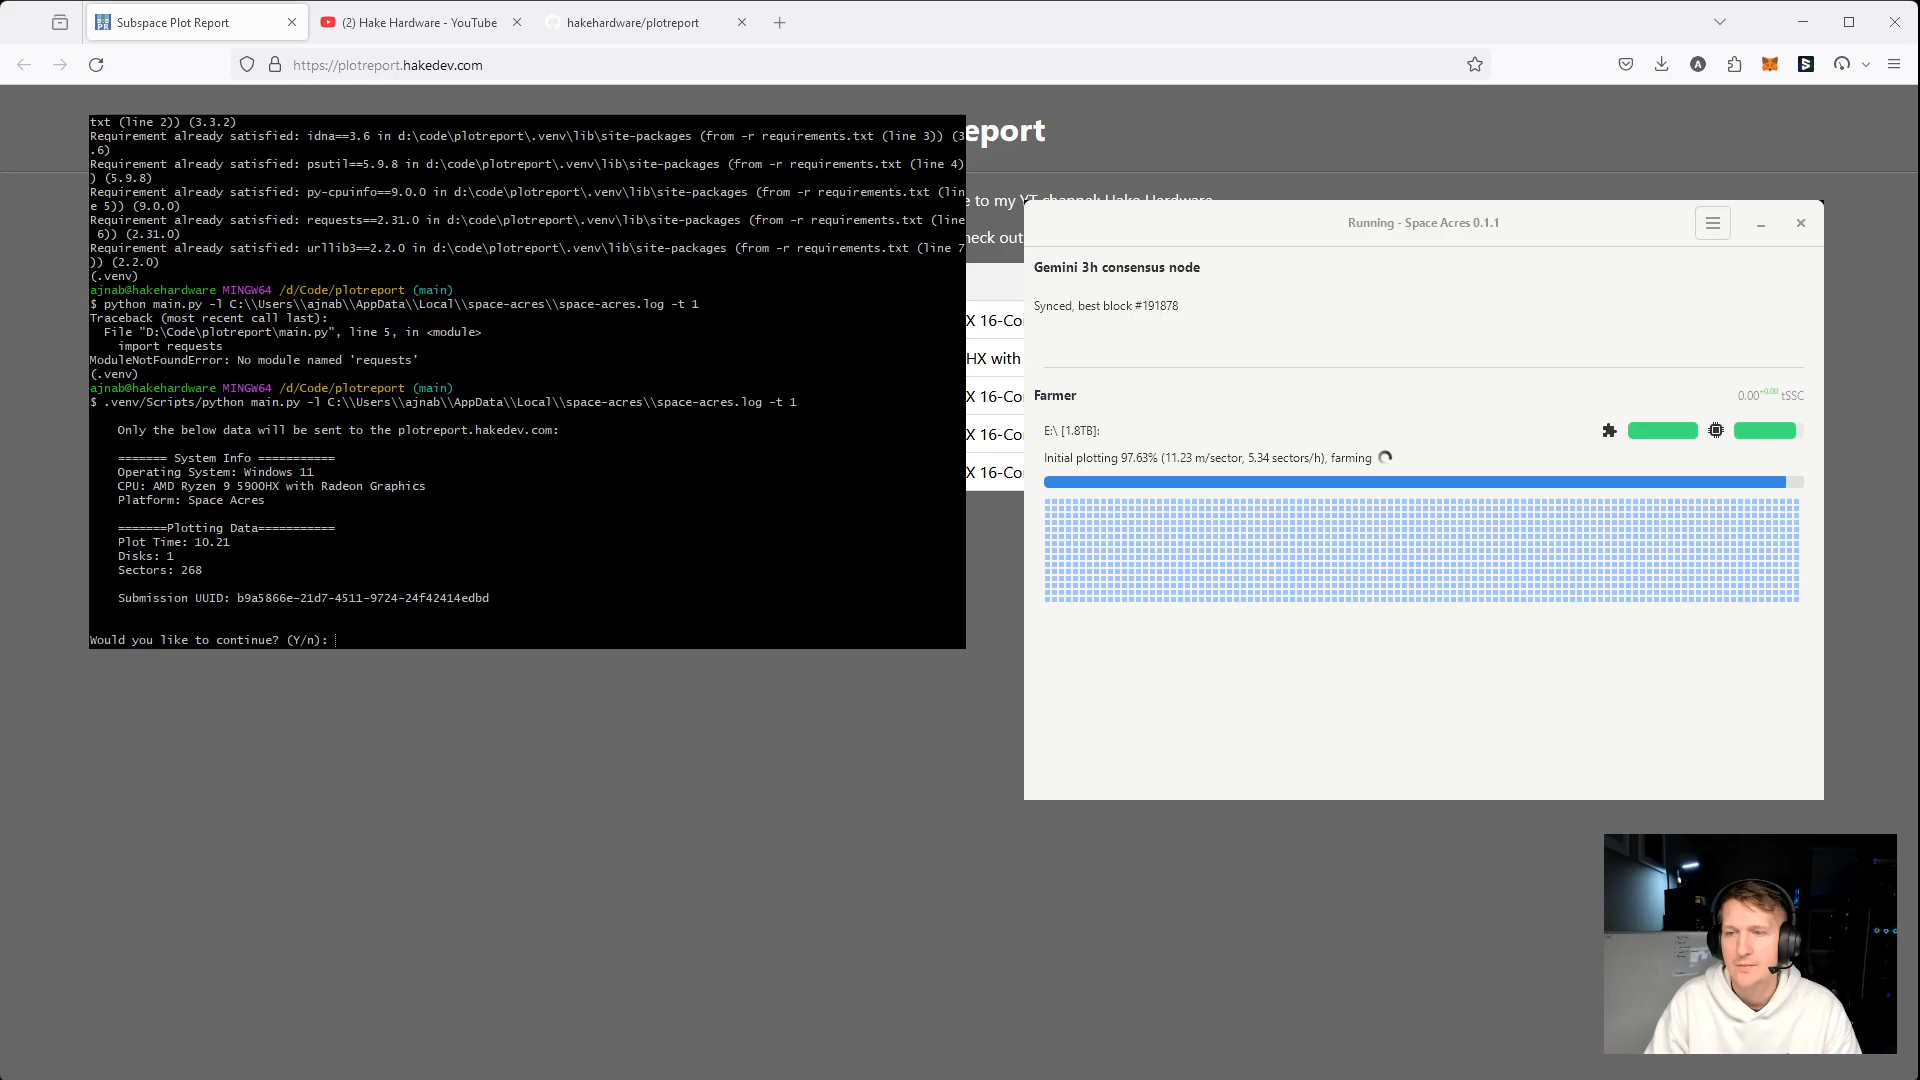 Subspace Plot Report
(2) Hake Hardware - YouTube
hakehardware/plotreport
https://plotreport.hakedev.com
eport
txt (line 2)) (3.3.2)
Requirement already satisfied: idna==3.6 in d:\code\plotreport\.venv\lib\site-packages (from -r requirements.txt (line 3)) (3
.6)
Requirement already satisfied: psutil==5.9.8 in d:\code\plotreport\.venv\lib\site-packages (from -r requirements.txt (line 4)
) (5.9.8)
Requirement already satisfied: py-cpuinfo==9.0.0 in d:\code\plotreport\.venv\lib\site-packages (from -r requirements.txt (lin
e 5)) (9.0.0)
Requirement already satisfied: requests==2.31.0 in d:\code\plotreport\.venv\lib\site-packages (from -r requirements.txt (line
 6)) (2.31.0)
Requirement already satisfied: urllib3==2.2.0 in d:\code\plotreport\.venv\lib\site-packages (from -r requirements.txt (line 7
)) (2.2.0)
(.venv)
ajnab@hakehardware MINGW64 /d/Code/plotreport (main)
$ python main.py -l C:\\Users\\ajnab\\AppData\\Local\\space-acres\\space-acres.log -t 1
Traceback (most recent call last):
File "D:\Code\plotreport\main.py", line 5, in <module>
import requests
ModuleNotFoundError: No module named 'requests'
(.venv)
ajnab@hakehardware MINGW64 /d/Code/plotreport (main)
$ .venv/Scripts/python main.py -l C:\\Users\\ajnab\\AppData\\Local\\space-acres\\space-acres.log -t 1
Only the below data will be sent to the plotreport.hakedev.com:
======= System Info ===========
Operating System: Windows 11
CPU: AMD Ryzen 9 5900HX with Radeon Graphics
Platform: Space Acres
=======Plotting Data===========
Plot Time: 10.21
Disks: 1
Sectors: 268
Submission UUID: b9a5866e-21d7-4511-9724-24f42414edbd
Would you like to continue? (Y/n):
e to my YT channel: Hake Hardware
heck out
X 16-Co
HX with
X 16-Co
X 16-Co
X 16-Co
Running - Space Acres 0.1.1
Gemini 3h consensus node
Synced, best block #191878
Farmer
0.00+0.00 tSSC
E:\ [1.8TB]:
Initial plotting 97.63% (11.23 m/sector, 5.34 sectors/h), farming